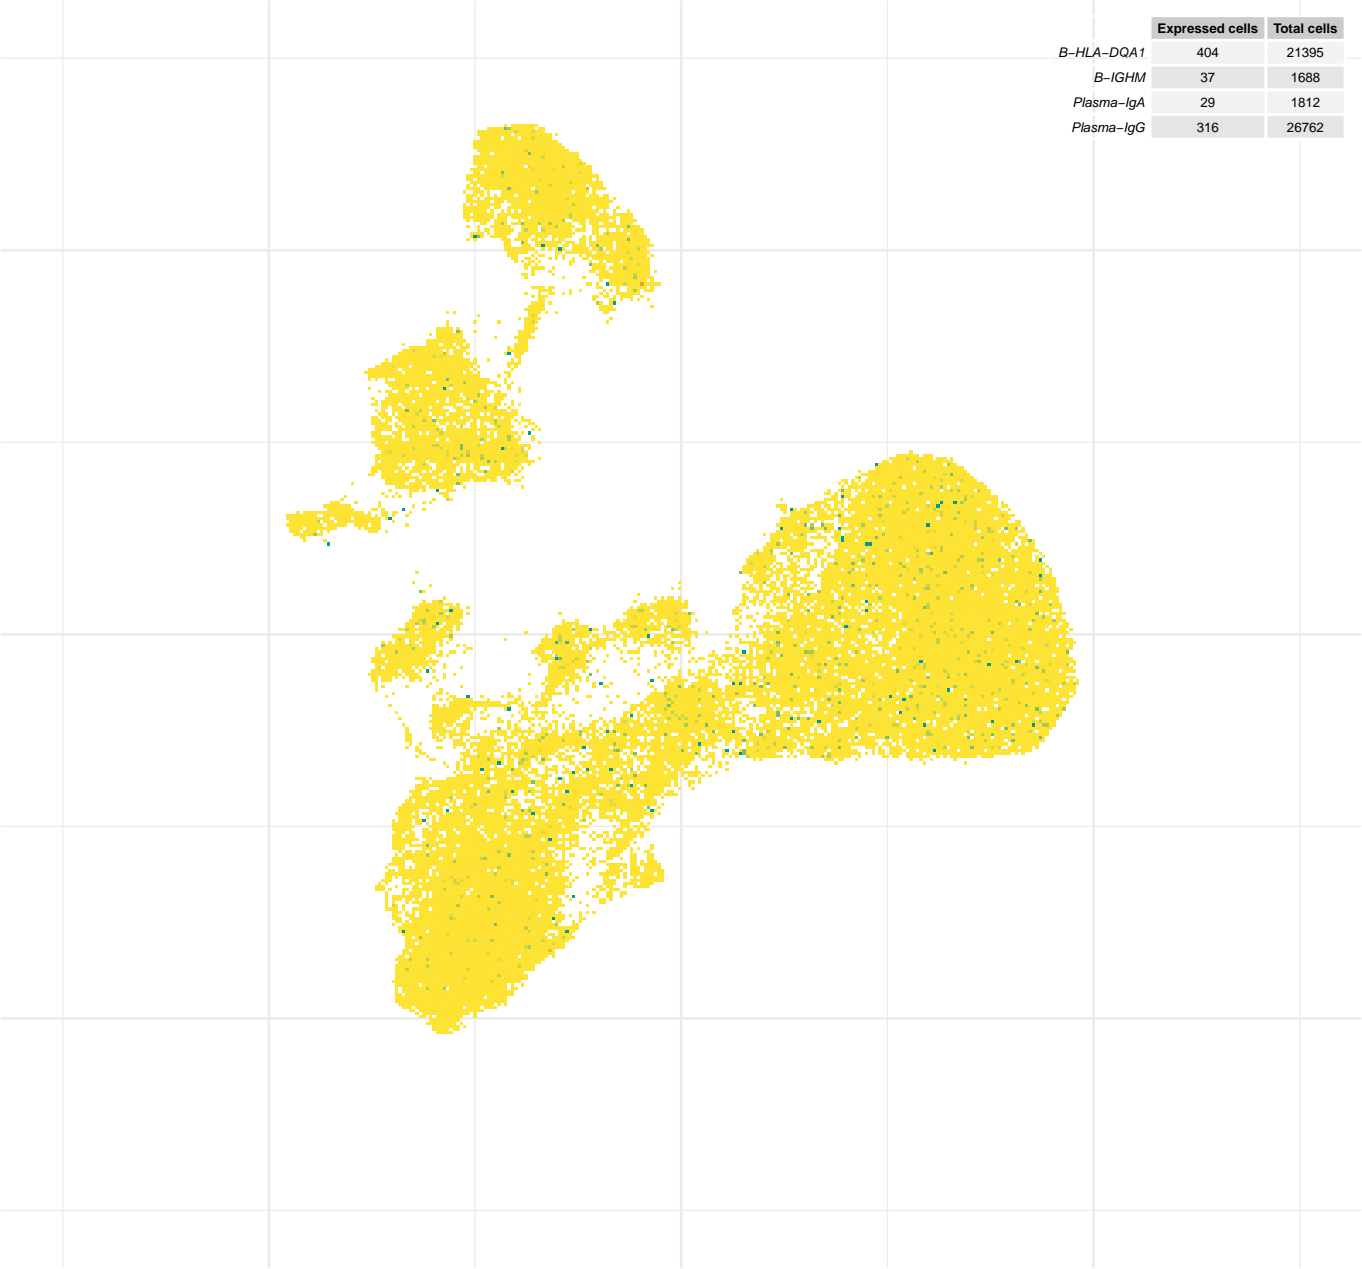 Expressed cells Total cells
B−HLA−DQA1 404 21395
B−IGHM 37 1688
Plasma−IgA 29 1812
Plasma−IgG 316 26762